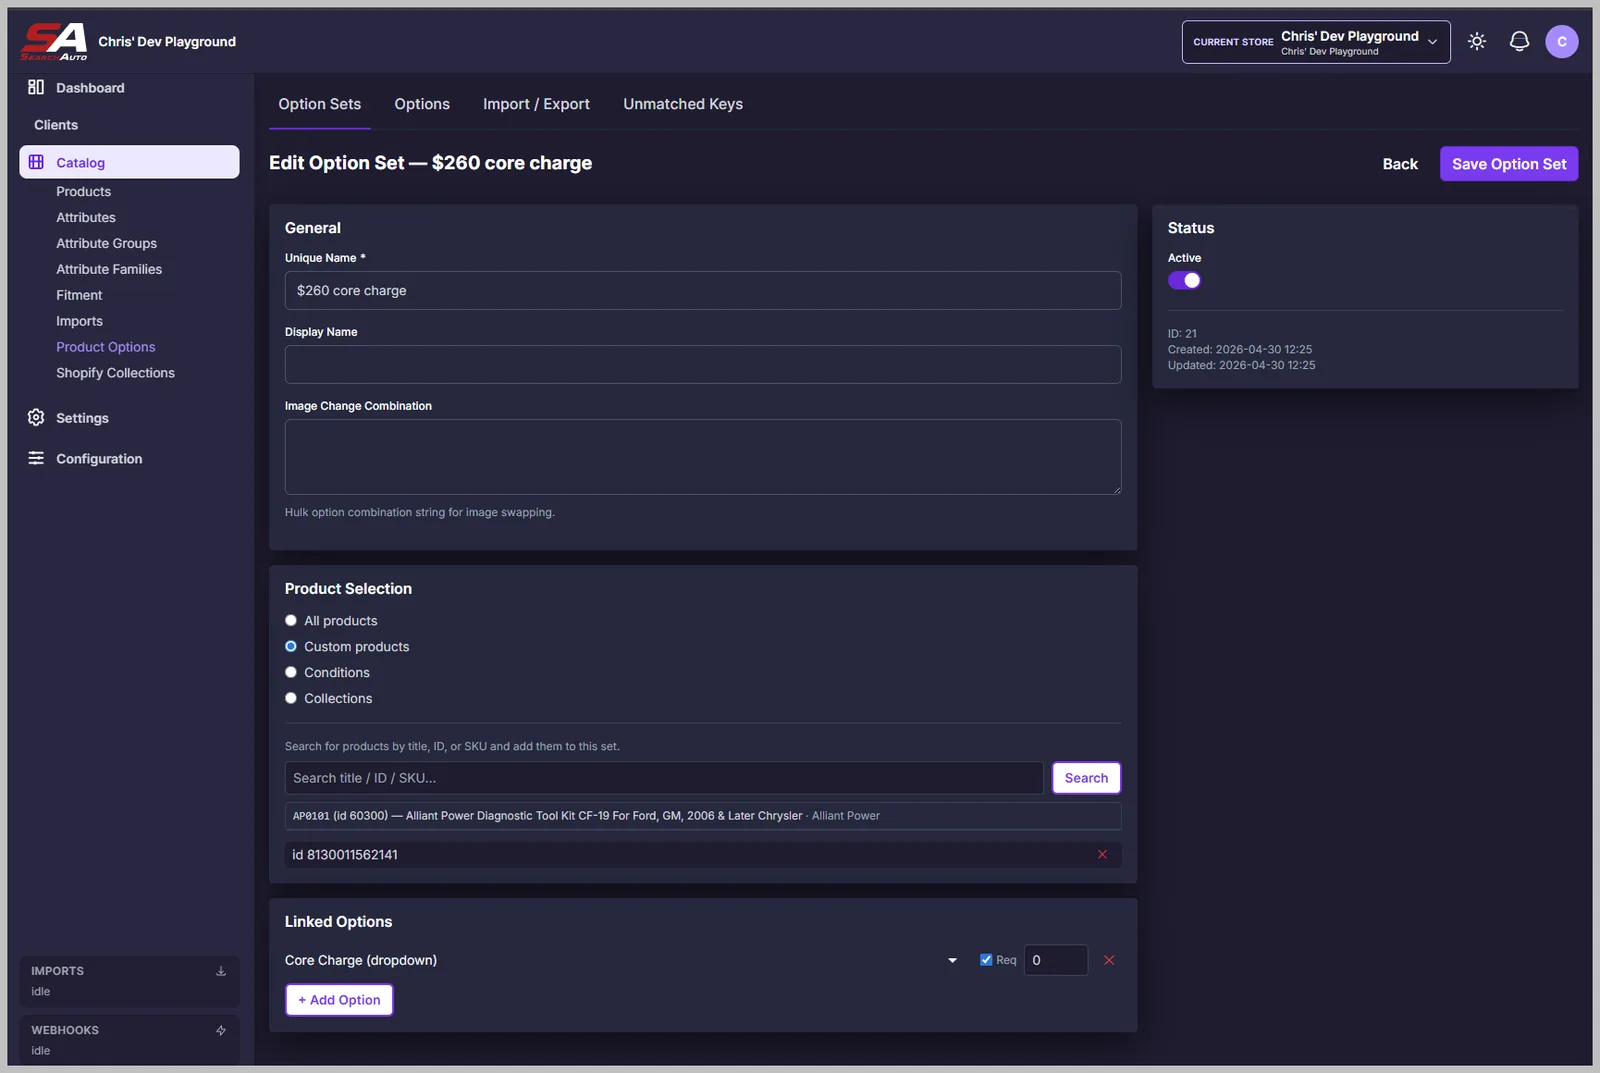 SA
SEARCHAUTO
Chris' Dev Playground
CURRENT STORE
Chris' Dev Playground
Chris' Dev Playground
C
Dashboard
Clients
Catalog
Products
Attributes
Attribute Groups
Attribute Families
Fitment
Imports
Product Options
Shopify Collections
Settings
Configuration
IMPORTS
idle
WEBHOOKS
idle
Option Sets
Options
Import / Export
Unmatched Keys
Edit Option Set — $260 core charge
Back
Save Option Set
General
Unique Name *
$260 core charge
Display Name
Image Change Combination
Hulk option combination string for image swapping.
Product Selection
All products
Custom products
Conditions
Collections
Search for products by title, ID, or SKU and add them to this set.
Search title / ID / SKU...
Search
AP0101 (id 60300) — Alliant Power Diagnostic Tool Kit CF-19 For Ford, GM, 2006 & Later Chrysler · Alliant Power
id 8130011562141
Linked Options
Core Charge (dropdown)
Req
0
+ Add Option
Status
Active
ID: 21
Created: 2026-04-30 12:25
Updated: 2026-04-30 12:25